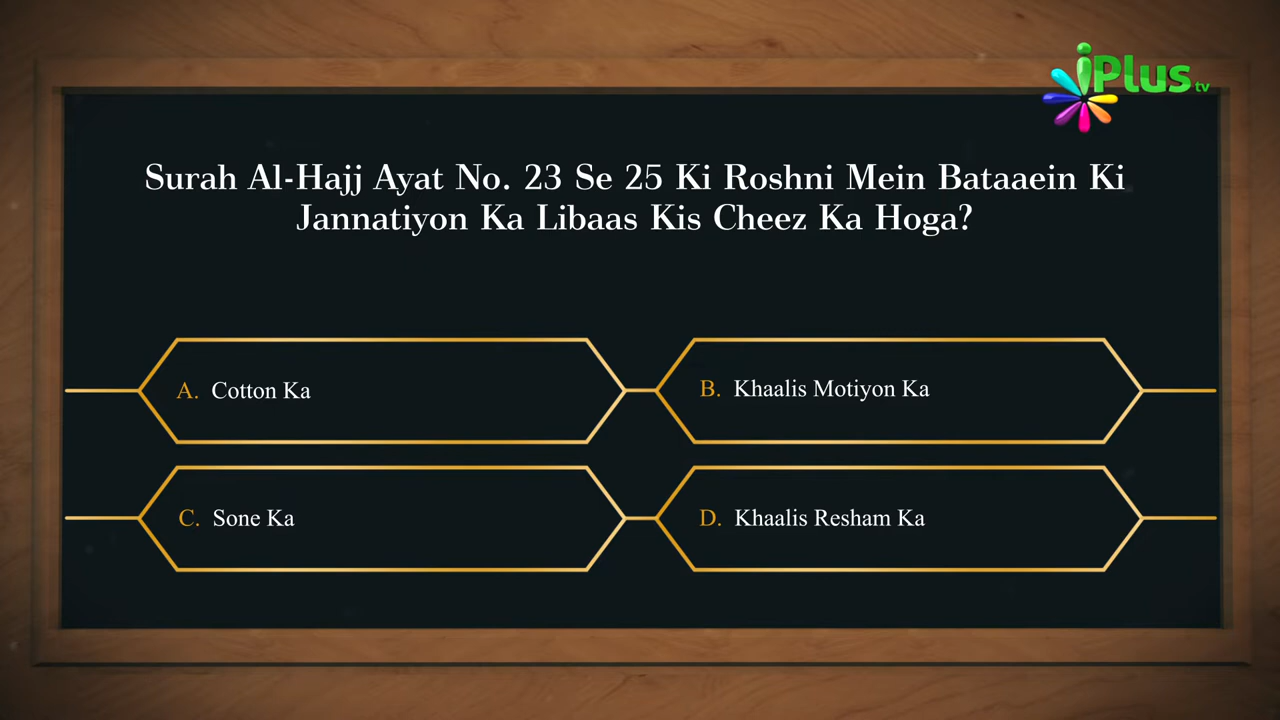 iPlus tv
Surah Al-Hajj Ayat No. 23 Se 25 Ki Roshni Mein Bataaein Ki
Jannatiyon Ka Libaas Kis Cheez Ka Hoga?
A. Cotton Ka
B. Khaalis Motiyon Ka
C. Sone Ka
D. Khaalis Resham Ka